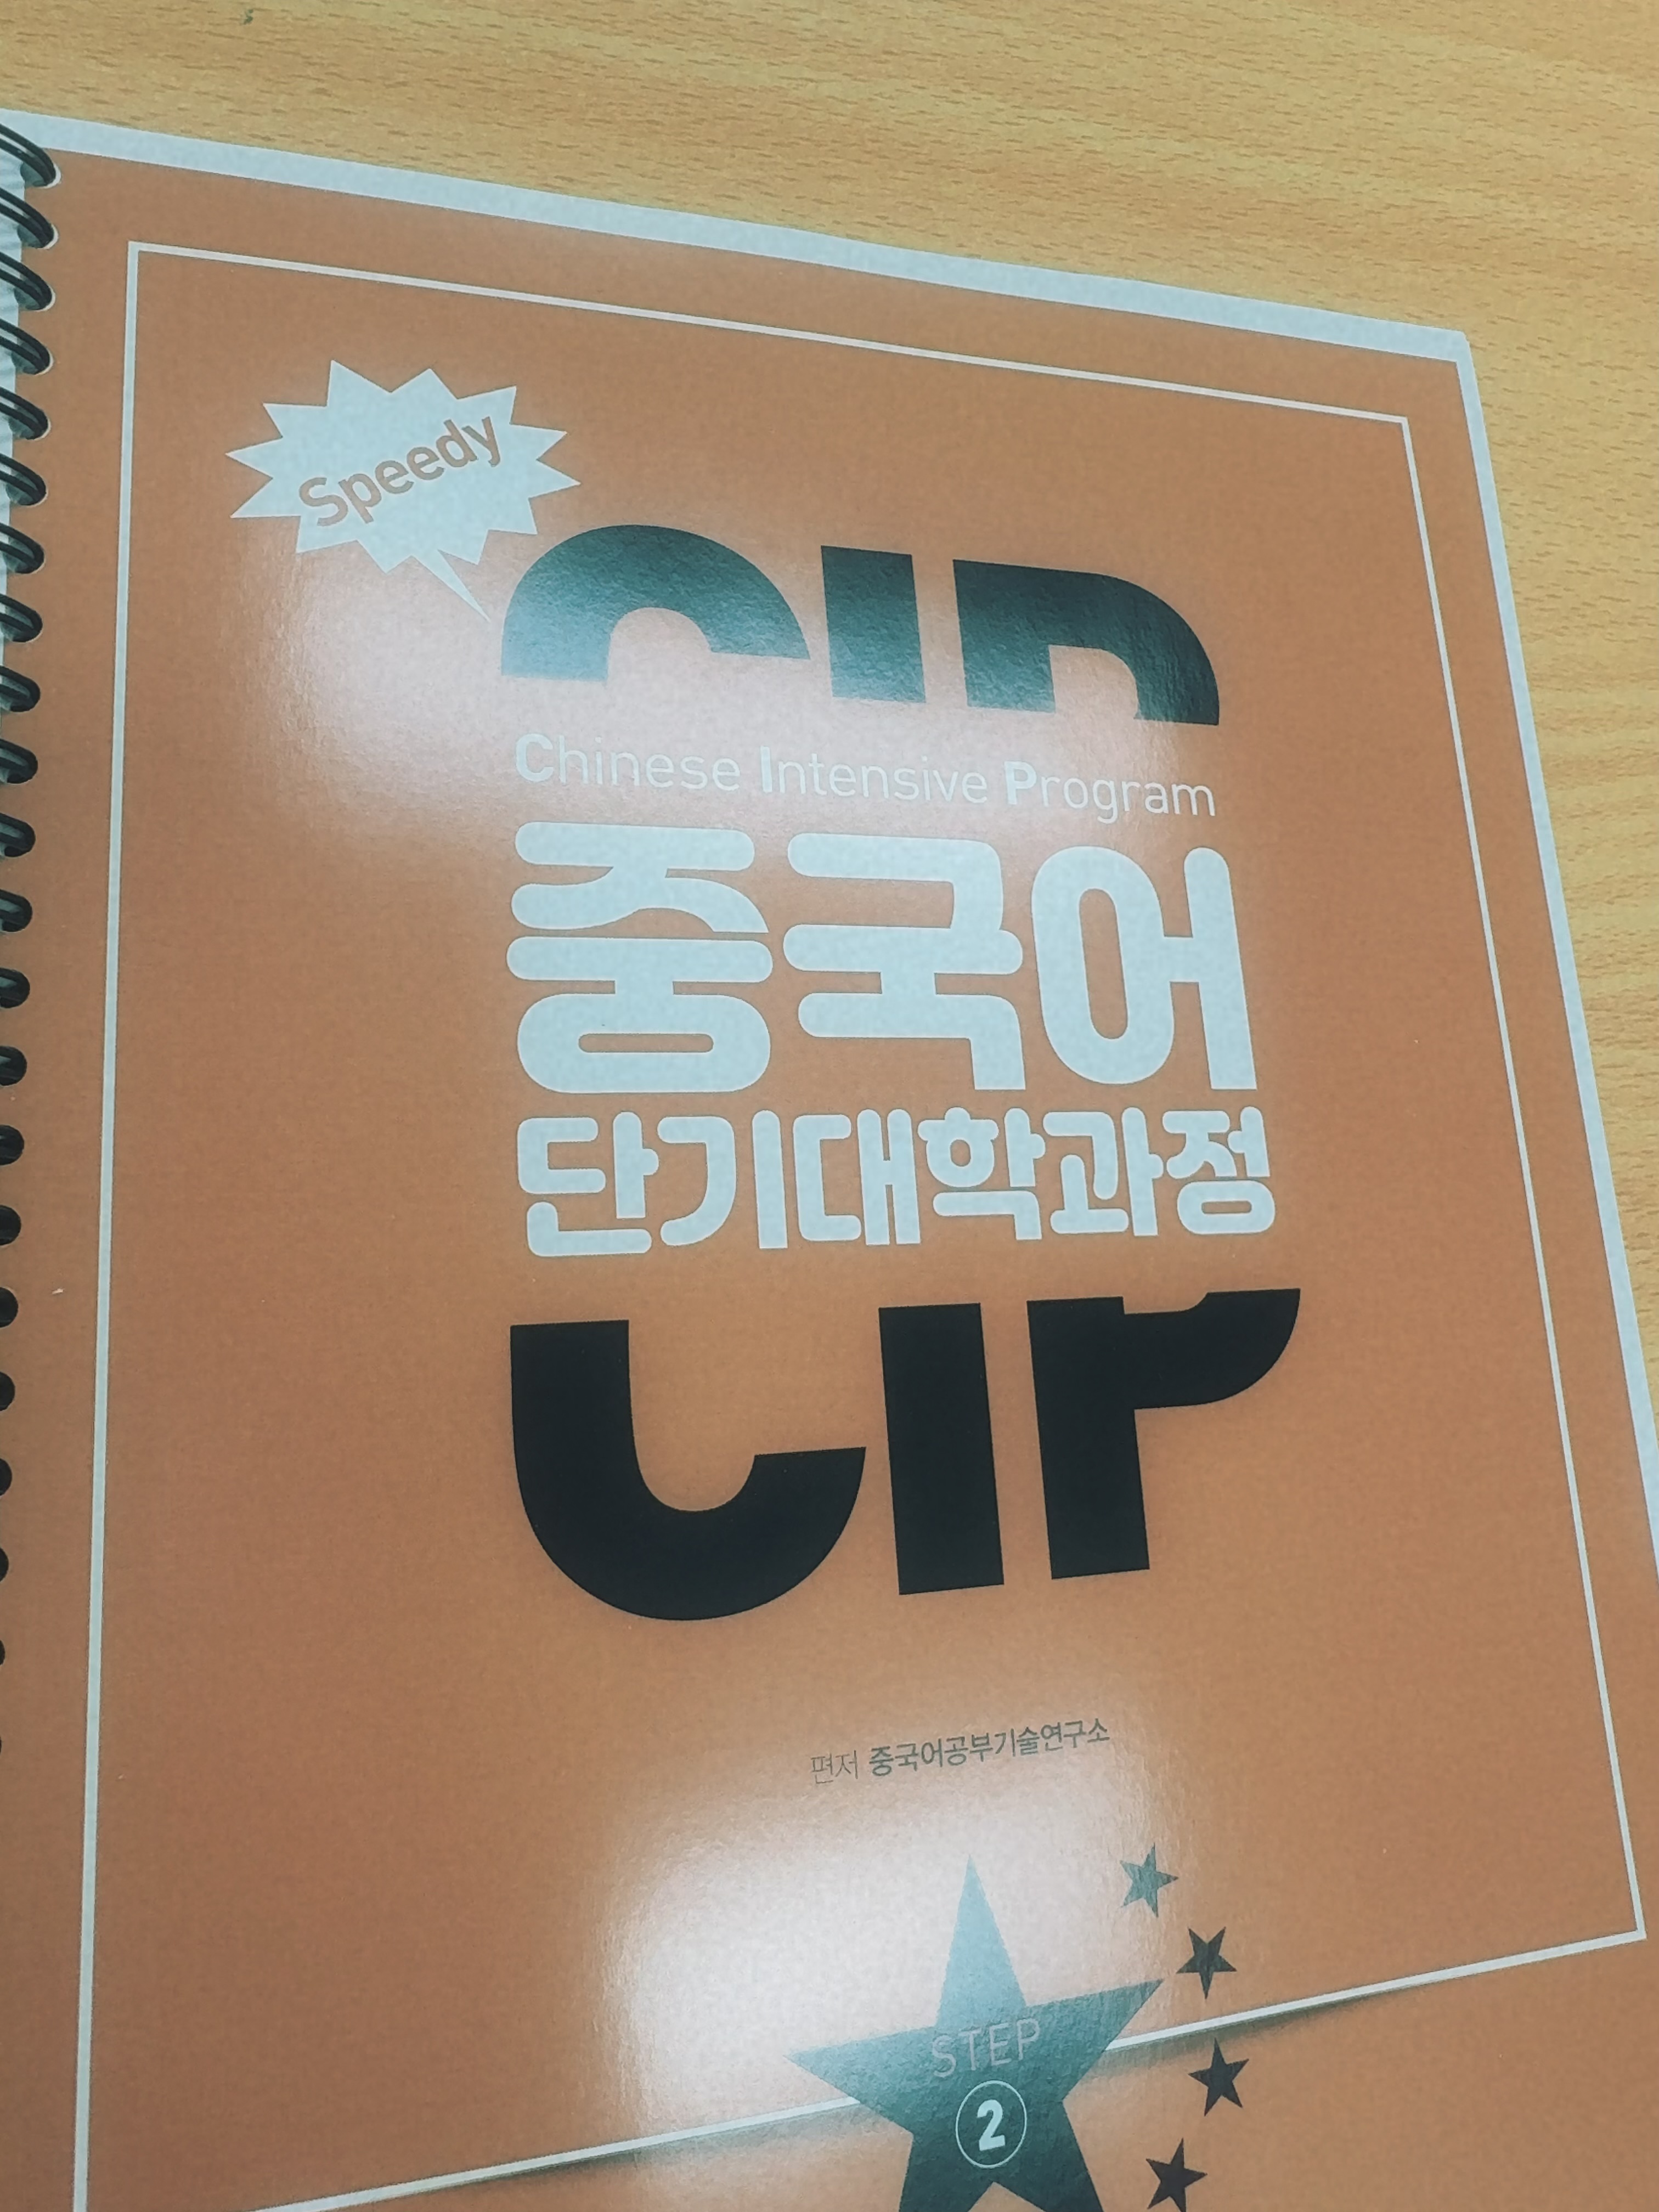 Speedy
CIP
Chinese Intensive Program
중국어
단기대학과정
편저 중국어공부기술연구소
STEP
2